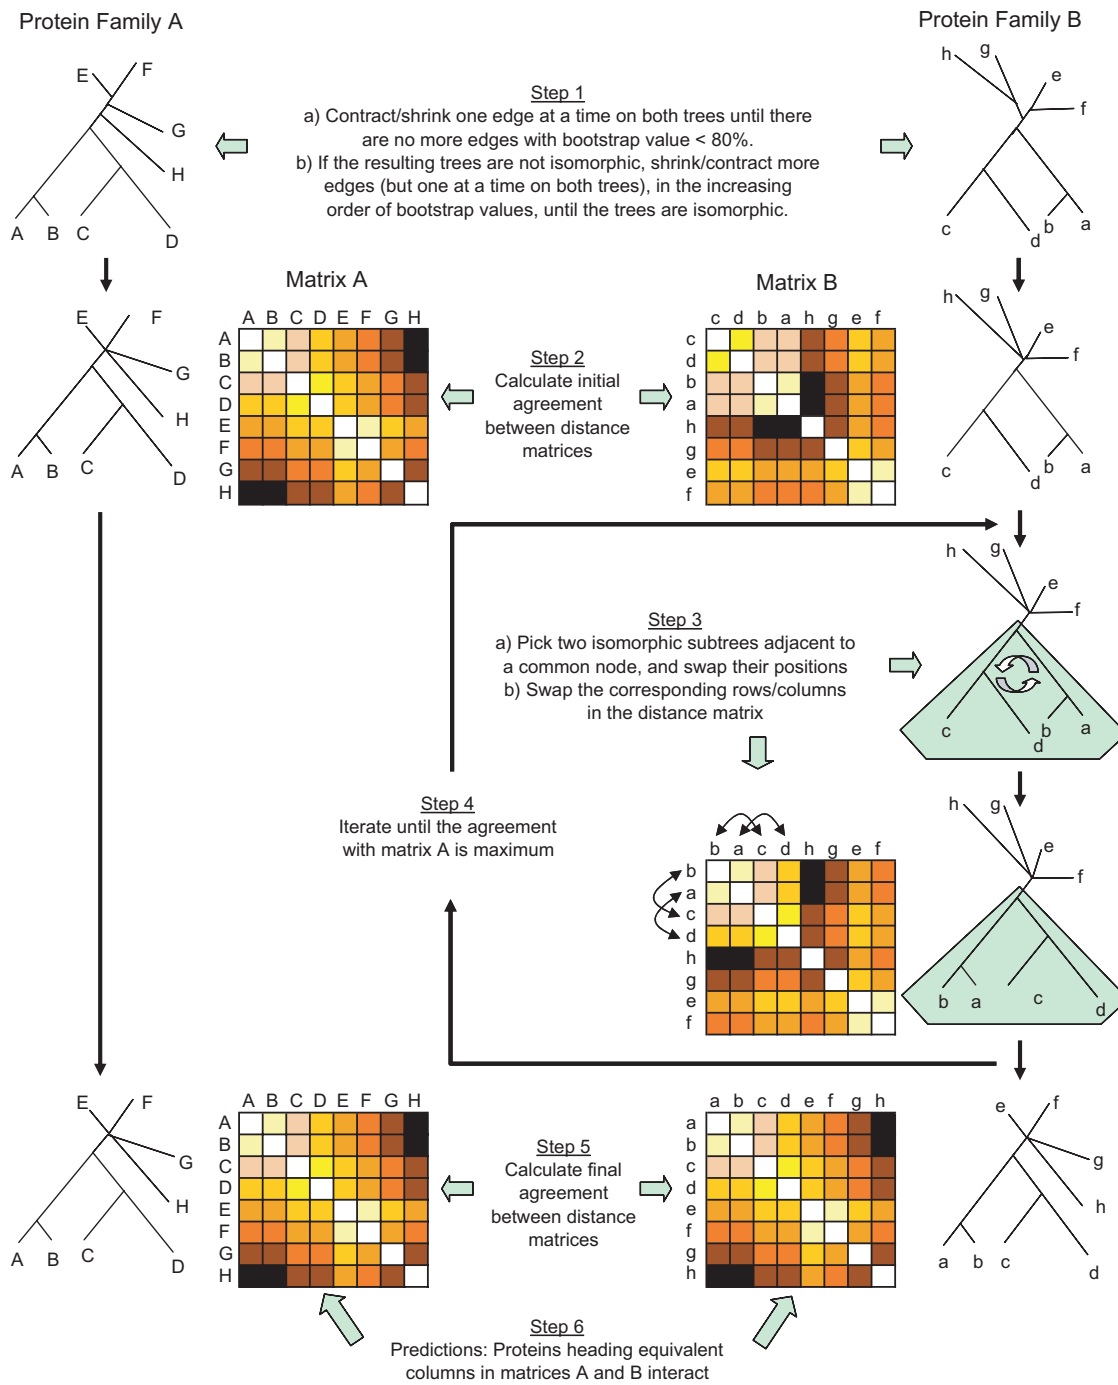 Protein Family A
Protein Family B
E F G H A B C D
h g e f c d b a
Step 1
a) Contract/shrink one edge at a time on both trees until there
are no more edges with bootstrap value < 80%.
b) If the resulting trees are not isomorphic, shrink/contract more
edges (but one at a time on both trees), in the increasing
order of bootstrap values, until the trees are isomorphic.
Matrix A
Matrix B
E F G H A B C D
A B C D E F G H
A
B
C
D
E
F
G
H
Step 2
Calculate initial
agreement
between distance
matrices
c d b a h g e f
c
d
b
a
h
g
e
f
h g e f c d b a
Step 3
a) Pick two isomorphic subtrees adjacent to
a common node, and swap their positions
b) Swap the corresponding rows/columns
in the distance matrix
h g e f c d b a
Step 4
Iterate until the agreement
with matrix A is maximum
b a c d h g e f
b
a
c
d
h
g
e
f
h g e f b a c d
E F G H A B C D
A B C D E F G H
A
B
C
D
E
F
G
H
Step 5
Calculate final
agreement
between distance
matrices
a b c d e f g h
a
b
c
d
e
f
g
h
e f g h a b c d
Step 6
Predictions: Proteins heading equivalent
columns in matrices A and B interact